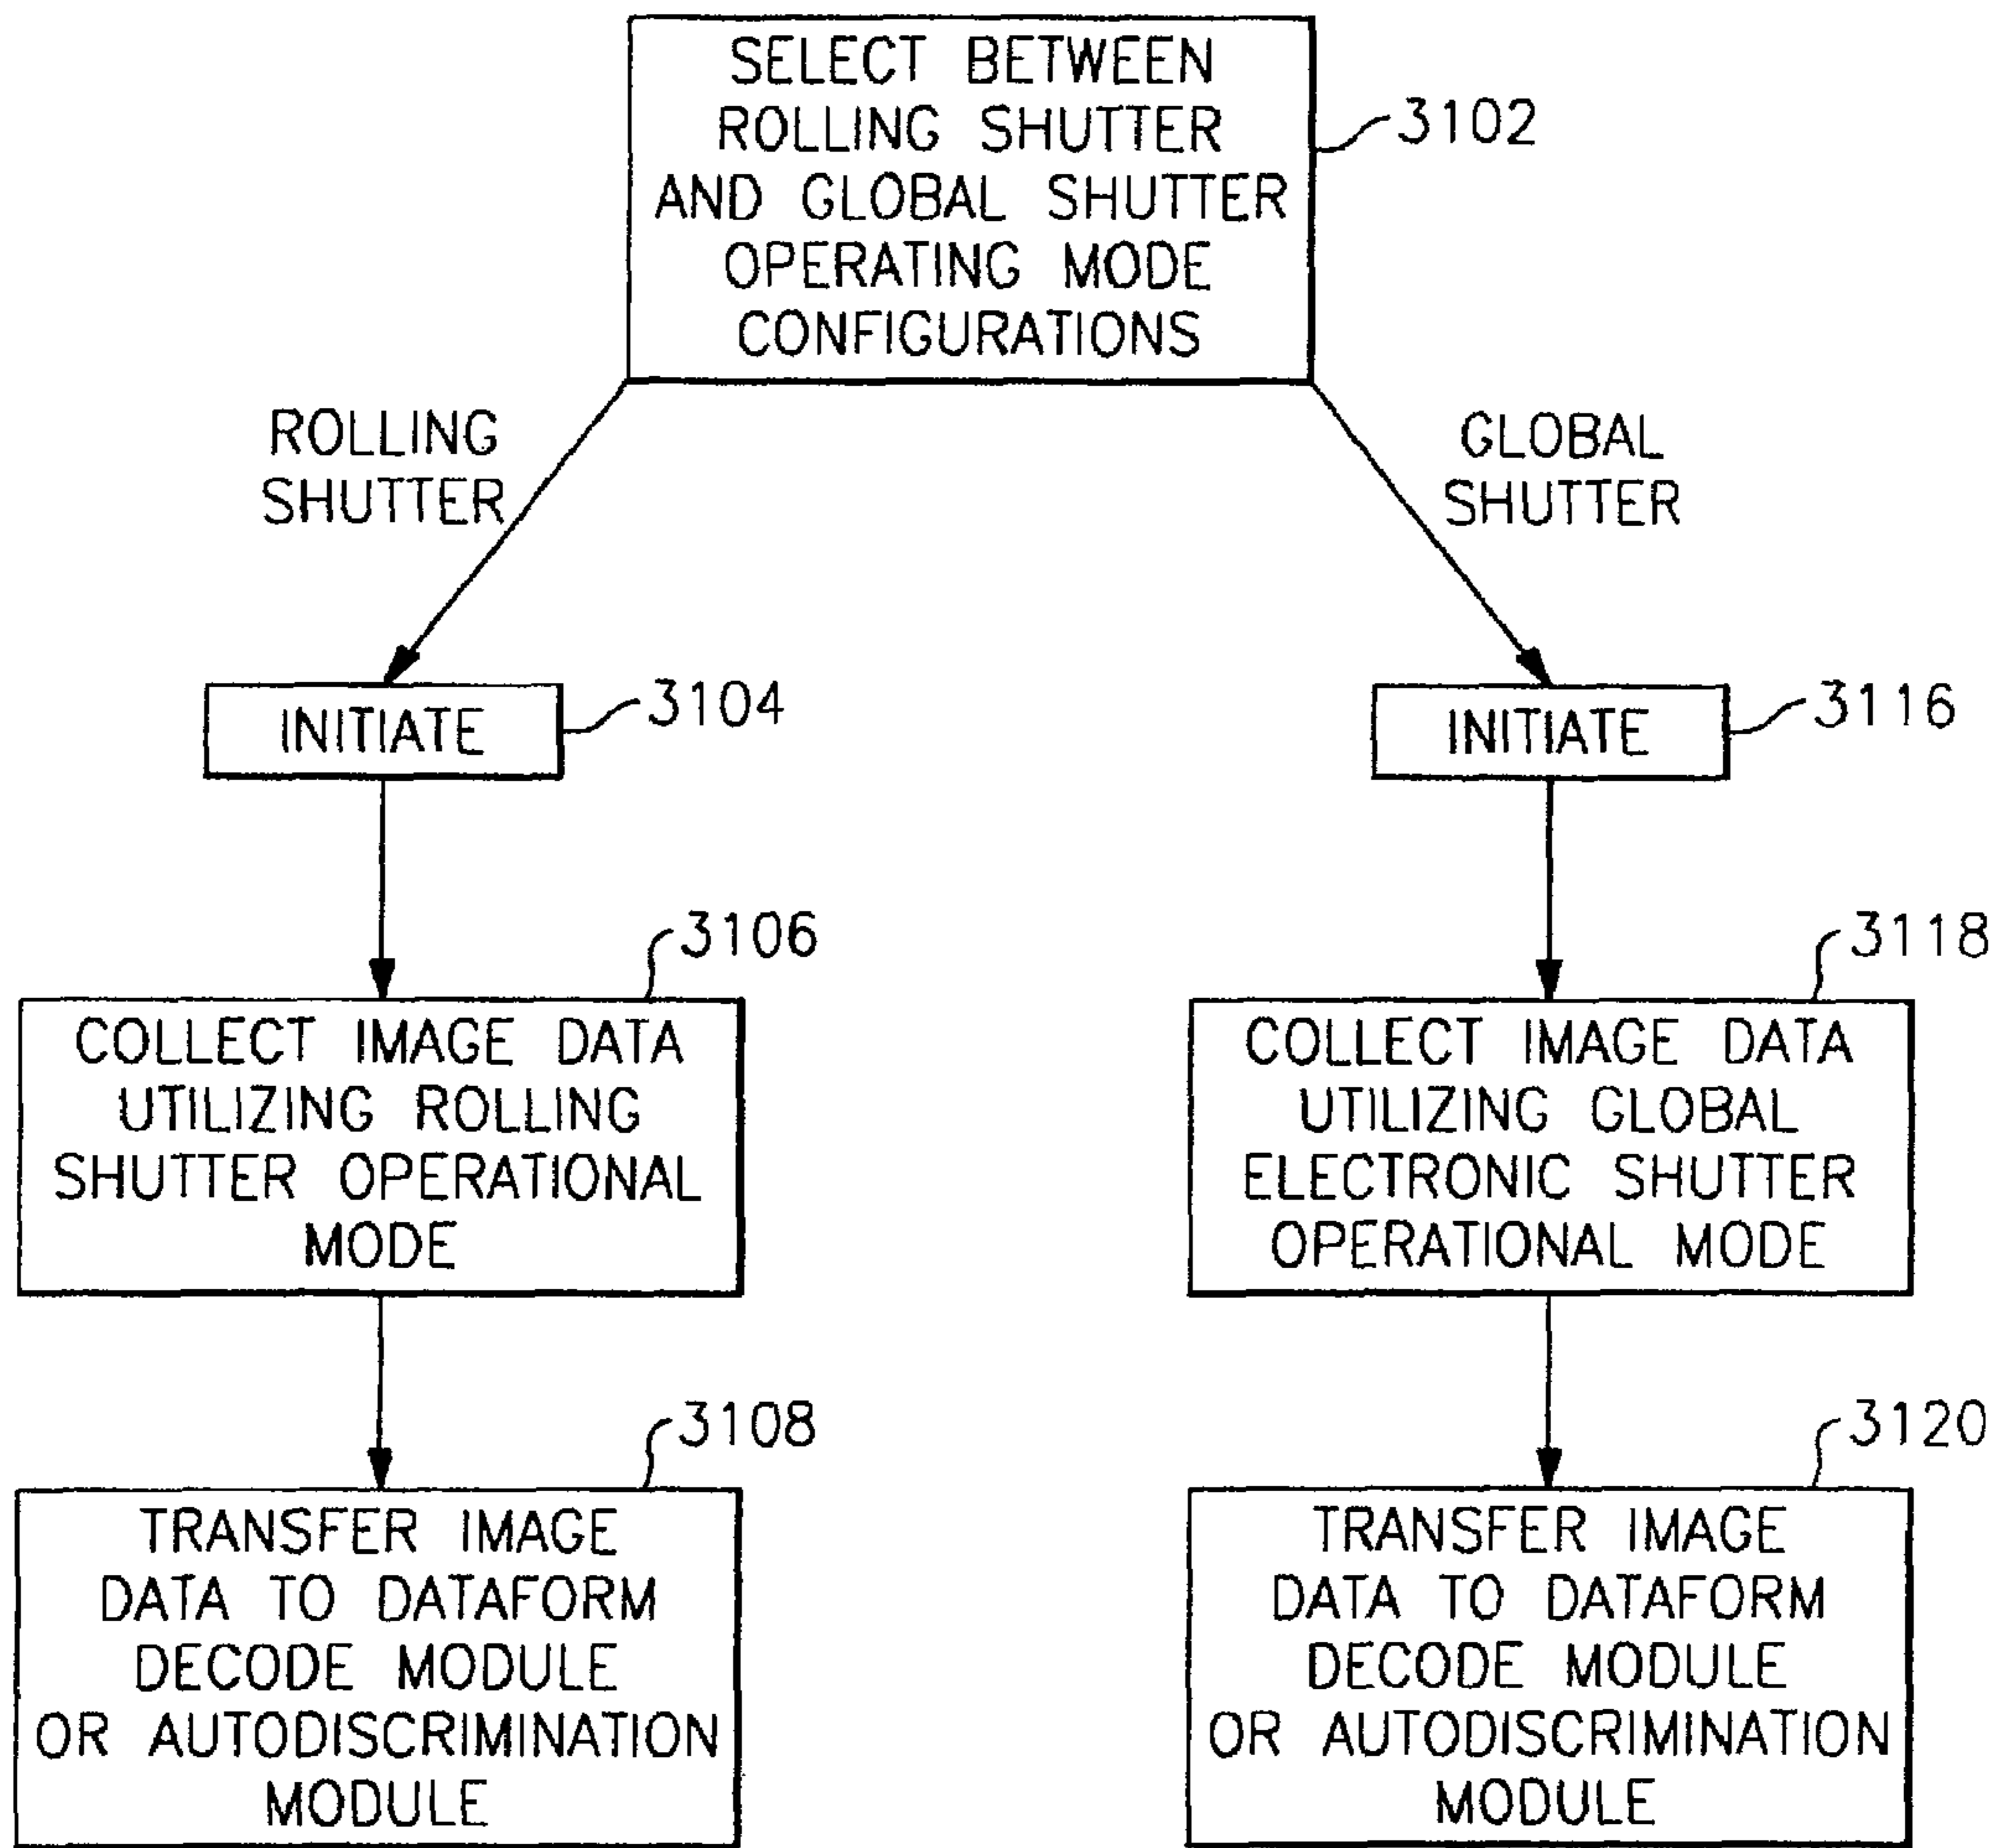 SELECT BETWEEN
ROLLING SHUTTER
AND GLOBAL SHUTTER
OPERATING MODE
CONFIGURATIONS
3102
ROLLING
SHUTTER
GLOBAL
SHUTTER
INITIATE
3104
INITIATE
3116
3106
COLLECT IMAGE DATA
UTILIZING ROLLING
SHUTTER OPERATIONAL
MODE
3118
COLLECT IMAGE DATA
UTILIZING GLOBAL
ELECTRONIC SHUTTER
OPERATIONAL MODE
3108
TRANSFER IMAGE
DATA TO DATAFORM
DECODE MODULE
OR AUTODISCRIMINATION
MODULE
3120
TRANSFER IMAGE
DATA TO DATAFORM
DECODE MODULE
OR AUTODISCRIMINATION
MODULE